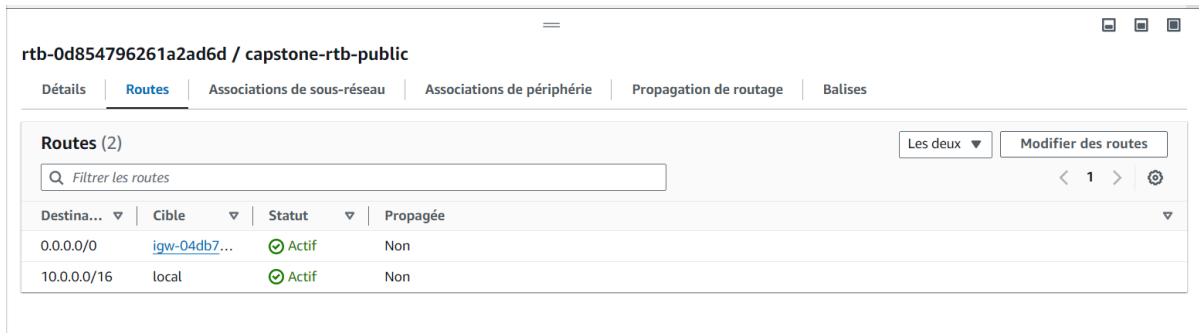 rtb-0d854796261a2ad6d / capstone-rtb-public
Détails Routes Associations de sous-réseau Associations de périphérie Propagation de routage Balises
Routes (2) Les deux Modifier des routes
Filtrer les routes 1
Destina... Cible Statut Propagée
0.0.0.0/0 igw-04db7... Actif Non
10.0.0.0/16 local Actif Non